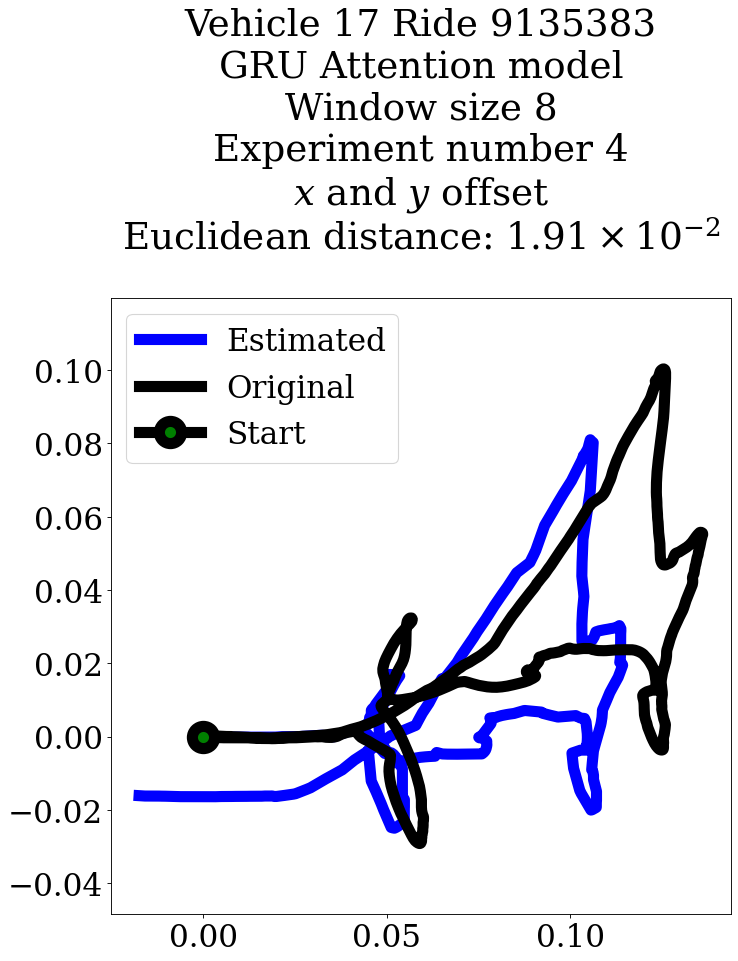 Vehicle 17 Ride 9135383
GRU Attention model
Window size 8
Experiment number 4
x and y offset
Euclidean distance: 1.91 × 10⁻²
Estimated
Original
Start
0.10
0.08
0.06
0.04
0.02
0.00
−0.02
−0.04
0.00 0.05 0.10